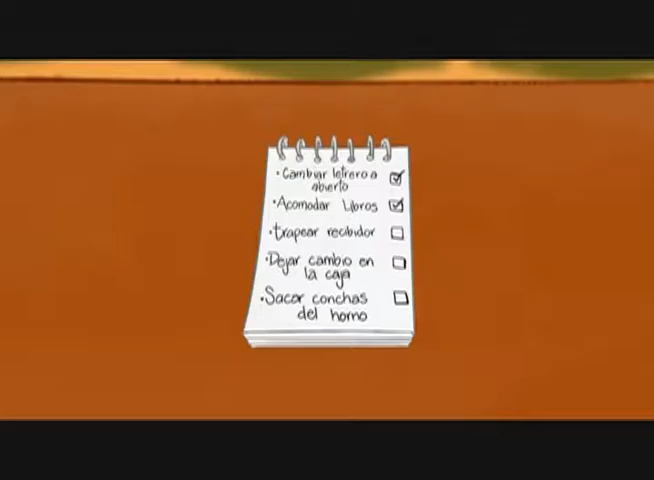 · Cambiar letrero a
abierto
· Acomodar Libros
· trapear recibidor
· Dejar cambio en
la caja
· Sacar conchas
del horno